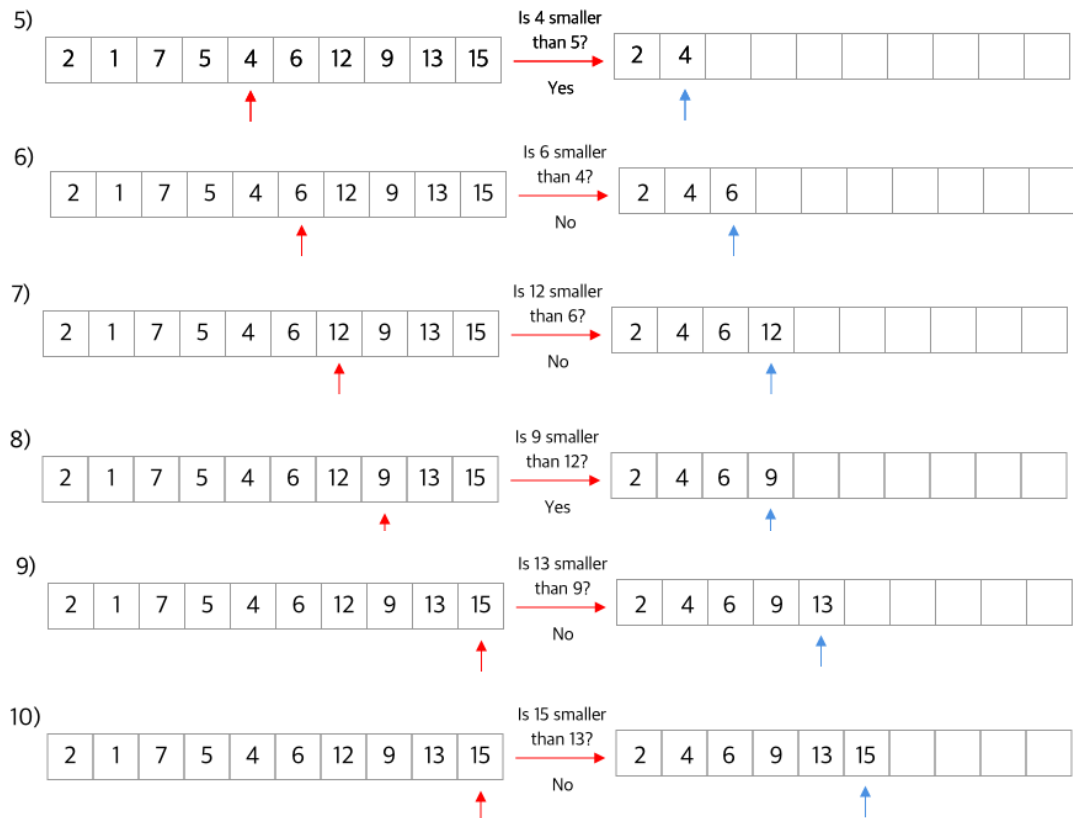 5)
Is 4 smaller
than 5?
2 1 7 5 4 6 12 9 13 15
2 4
Yes
6)
Is 6 smaller
than 4?
2 1 7 5 4 6 12 9 13 15
2 4 6
No
7)
Is 12 smaller
than 6?
2 1 7 5 4 6 12 9 13 15
2 4 6 12
No
8)
Is 9 smaller
than 12?
2 1 7 5 4 6 12 9 13 15
2 4 6 9
Yes
9)
Is 13 smaller
than 9?
2 1 7 5 4 6 12 9 13 15
2 4 6 9 13
No
10)
Is 15 smaller
than 13?
2 1 7 5 4 6 12 9 13 15
2 4 6 9 13 15
No